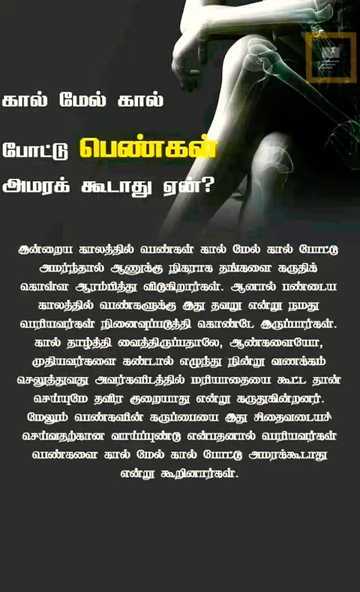 கால் மேல் கால்
போட்டு பெண்கள்
அமரக் கூடாது ஏன்?
இன்றைய காலத்தில் பெண்கள் கால் மேல் கால் போட்டு
அமர்ந்தால் ஆணுக்கு நிகராக தங்களை கருதிக்
கொள்ள ஆரம்பித்து விடுகிறார்கள். ஆனால் பண்டைய
காலத்தில் பெண்களுக்கு இது தவறு என்று நமது
பெரியவர்கள் நினைவுப்படுத்தி கொண்டே இருப்பார்கள்.
கால் தாழ்த்தி வைத்திருப்பதாலே, ஆண்களையோ,
முதியவர்களை கண்டால் எழுந்து நின்று வணக்கம்
செலுத்துவது அவர்களிடத்தில் மரியாதையை கூட்ட தான்
செய்யுமே தவிர குறையாது என்று கருதுகின்றனர்.
மேலும் பெண்களின் கருப்பையை இது சிதைவடையச்
செய்வதற்கான வாய்ப்புண்டு என்பதனால் பெரியவர்கள்
பெண்களை கால் மேல் கால் போட்டு அமரக்கூடாது
என்று கூறினார்கள்.